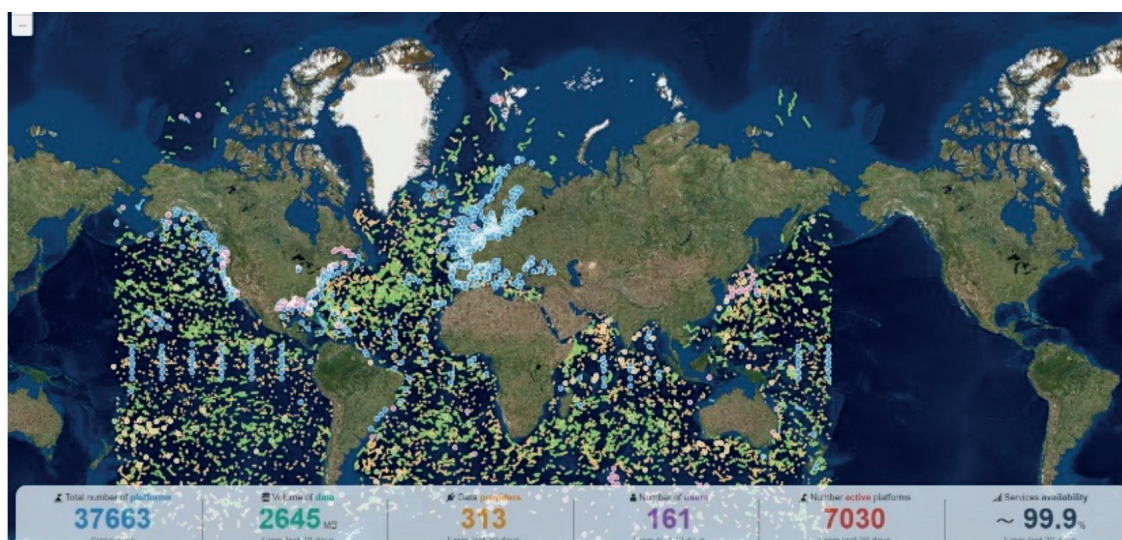 Total number of platforms
37663
Volume of data
2645 MB
Data providers
313
Number of users
161
Number active platforms
7030
Services availability
~ 99.9%